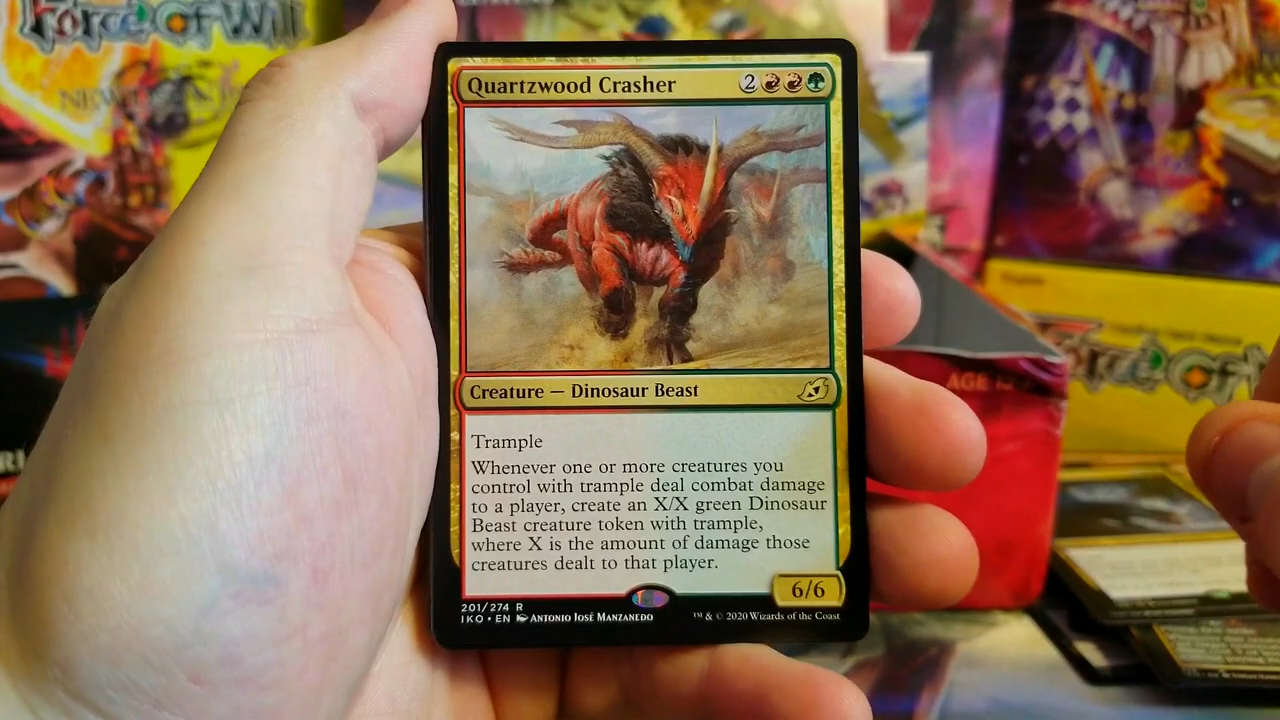 Force Of Will
Quartzwood Crasher 2
Creature — Dinosaur Beast
Trample
Whenever one or more creatures you
control with trample deal combat damage
to a player, create an X/X green Dinosaur
Beast creature token with trample,
where X is the amount of damage those
creatures dealt to that player.
6/6
201/274 R
IKO • EN Antonio José Manzanedo
™ & © 2020 Wizards of the Coast
AGE
Force Of